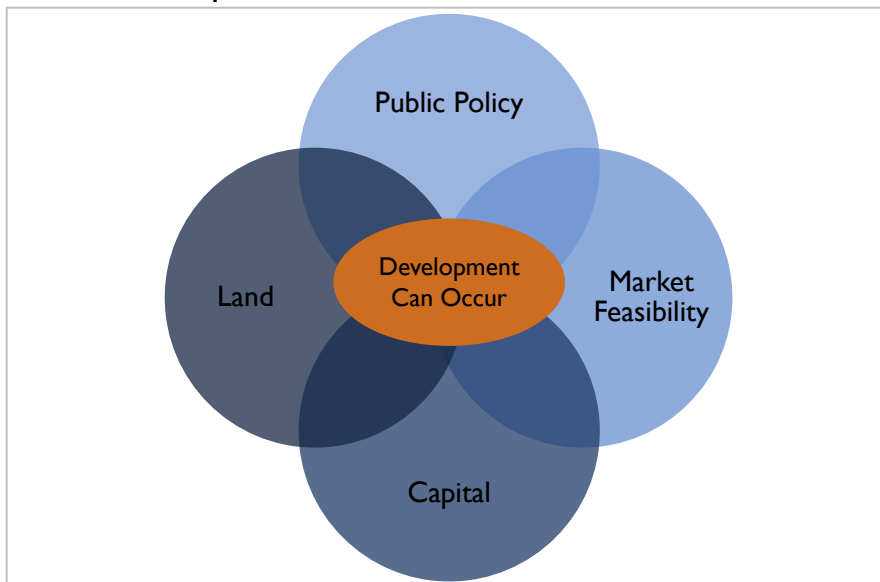 Public Policy
Development
Can Occur
Land
Market
Feasibility
Capital